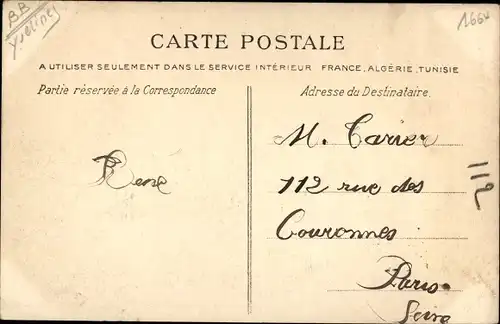 BB
Yvelines
1664
CARTE POSTALE
A UTILISER SEULEMENT DANS LE SERVICE INTÉRIEUR FRANCE, ALGÉRIE, TUNISIE
Partie réservée à la Correspondance
Adresse du Destinataire.
René
M. Carier
112 rue des
Couronnes
Paris
Seine
112